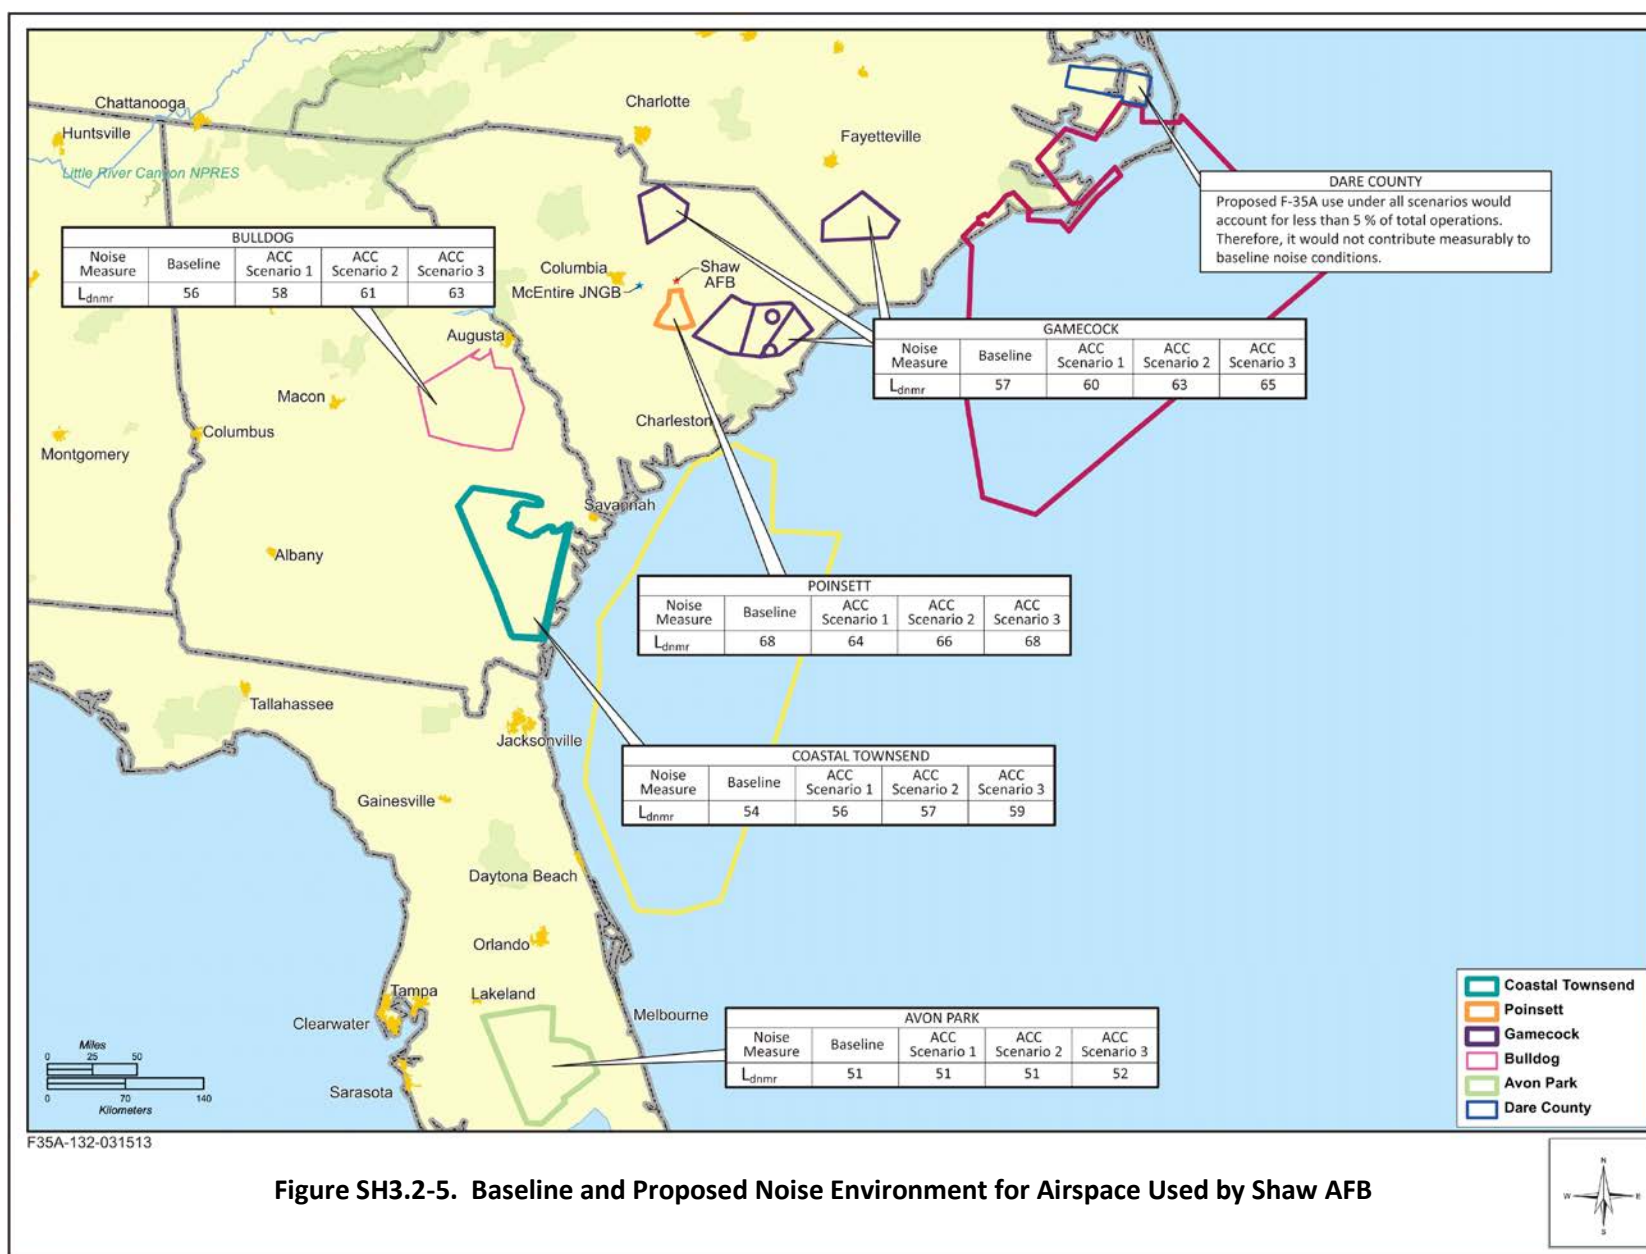 Chattanooga
Huntsville
Little River Canyon NPRES
Charlotte
Fayetteville
DARE COUNTY
Proposed F-35A use under all scenarios would
account for less than 5 % of total operations.
Therefore, it would not contribute measurably to
baseline noise conditions.
BULLDOG
Noise Measure Baseline ACC Scenario 1 ACC Scenario 2 ACC Scenario 3
Ldnmr 56 58 61 63
Columbia
McEntire JNGB
Shaw
AFB
Augusta
GAMECOCK
Noise Measure Baseline ACC Scenario 1 ACC Scenario 2 ACC Scenario 3
Ldnmr 57 60 63 65
Macon
Columbus
Montgomery
Charleston
Savannah
Albany
POINSETT
Noise Measure Baseline ACC Scenario 1 ACC Scenario 2 ACC Scenario 3
Ldnmr 68 64 66 68
Tallahassee
Jacksonville
COASTAL TOWNSEND
Noise Measure Baseline ACC Scenario 1 ACC Scenario 2 ACC Scenario 3
Ldnmr 54 56 57 59
Gainesville
Daytona Beach
Orlando
Tampa
Lakeland
Clearwater
Melbourne
Sarasota
AVON PARK
Noise Measure Baseline ACC Scenario 1 ACC Scenario 2 ACC Scenario 3
Ldnmr 51 51 51 52
Miles
0 25 50
0 70 140
Kilometers
Coastal Townsend
Poinsett
Gamecock
Bulldog
Avon Park
Dare County
F35A-132-031513
Figure SH3.2-5. Baseline and Proposed Noise Environment for Airspace Used by Shaw AFB
N
W E
S